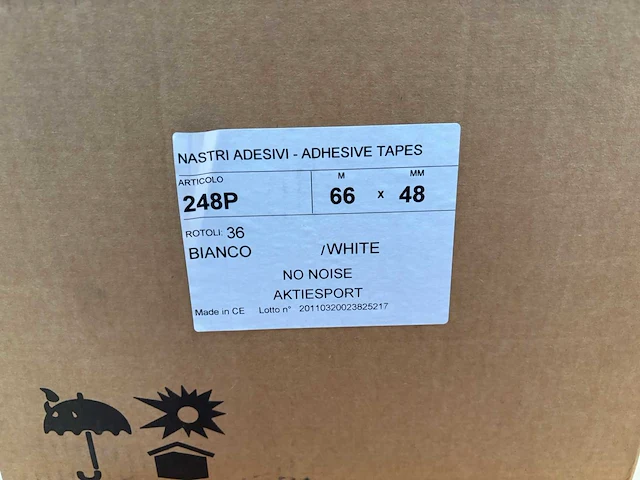 NASTRI ADESIVI - ADHESIVE TAPES
ARTICOLO M MM
248P 66 x 48
ROTOLI: 36
BIANCO /WHITE
NO NOISE
AKTIESPORT
Made in CE Lotto n° 20110320023825217